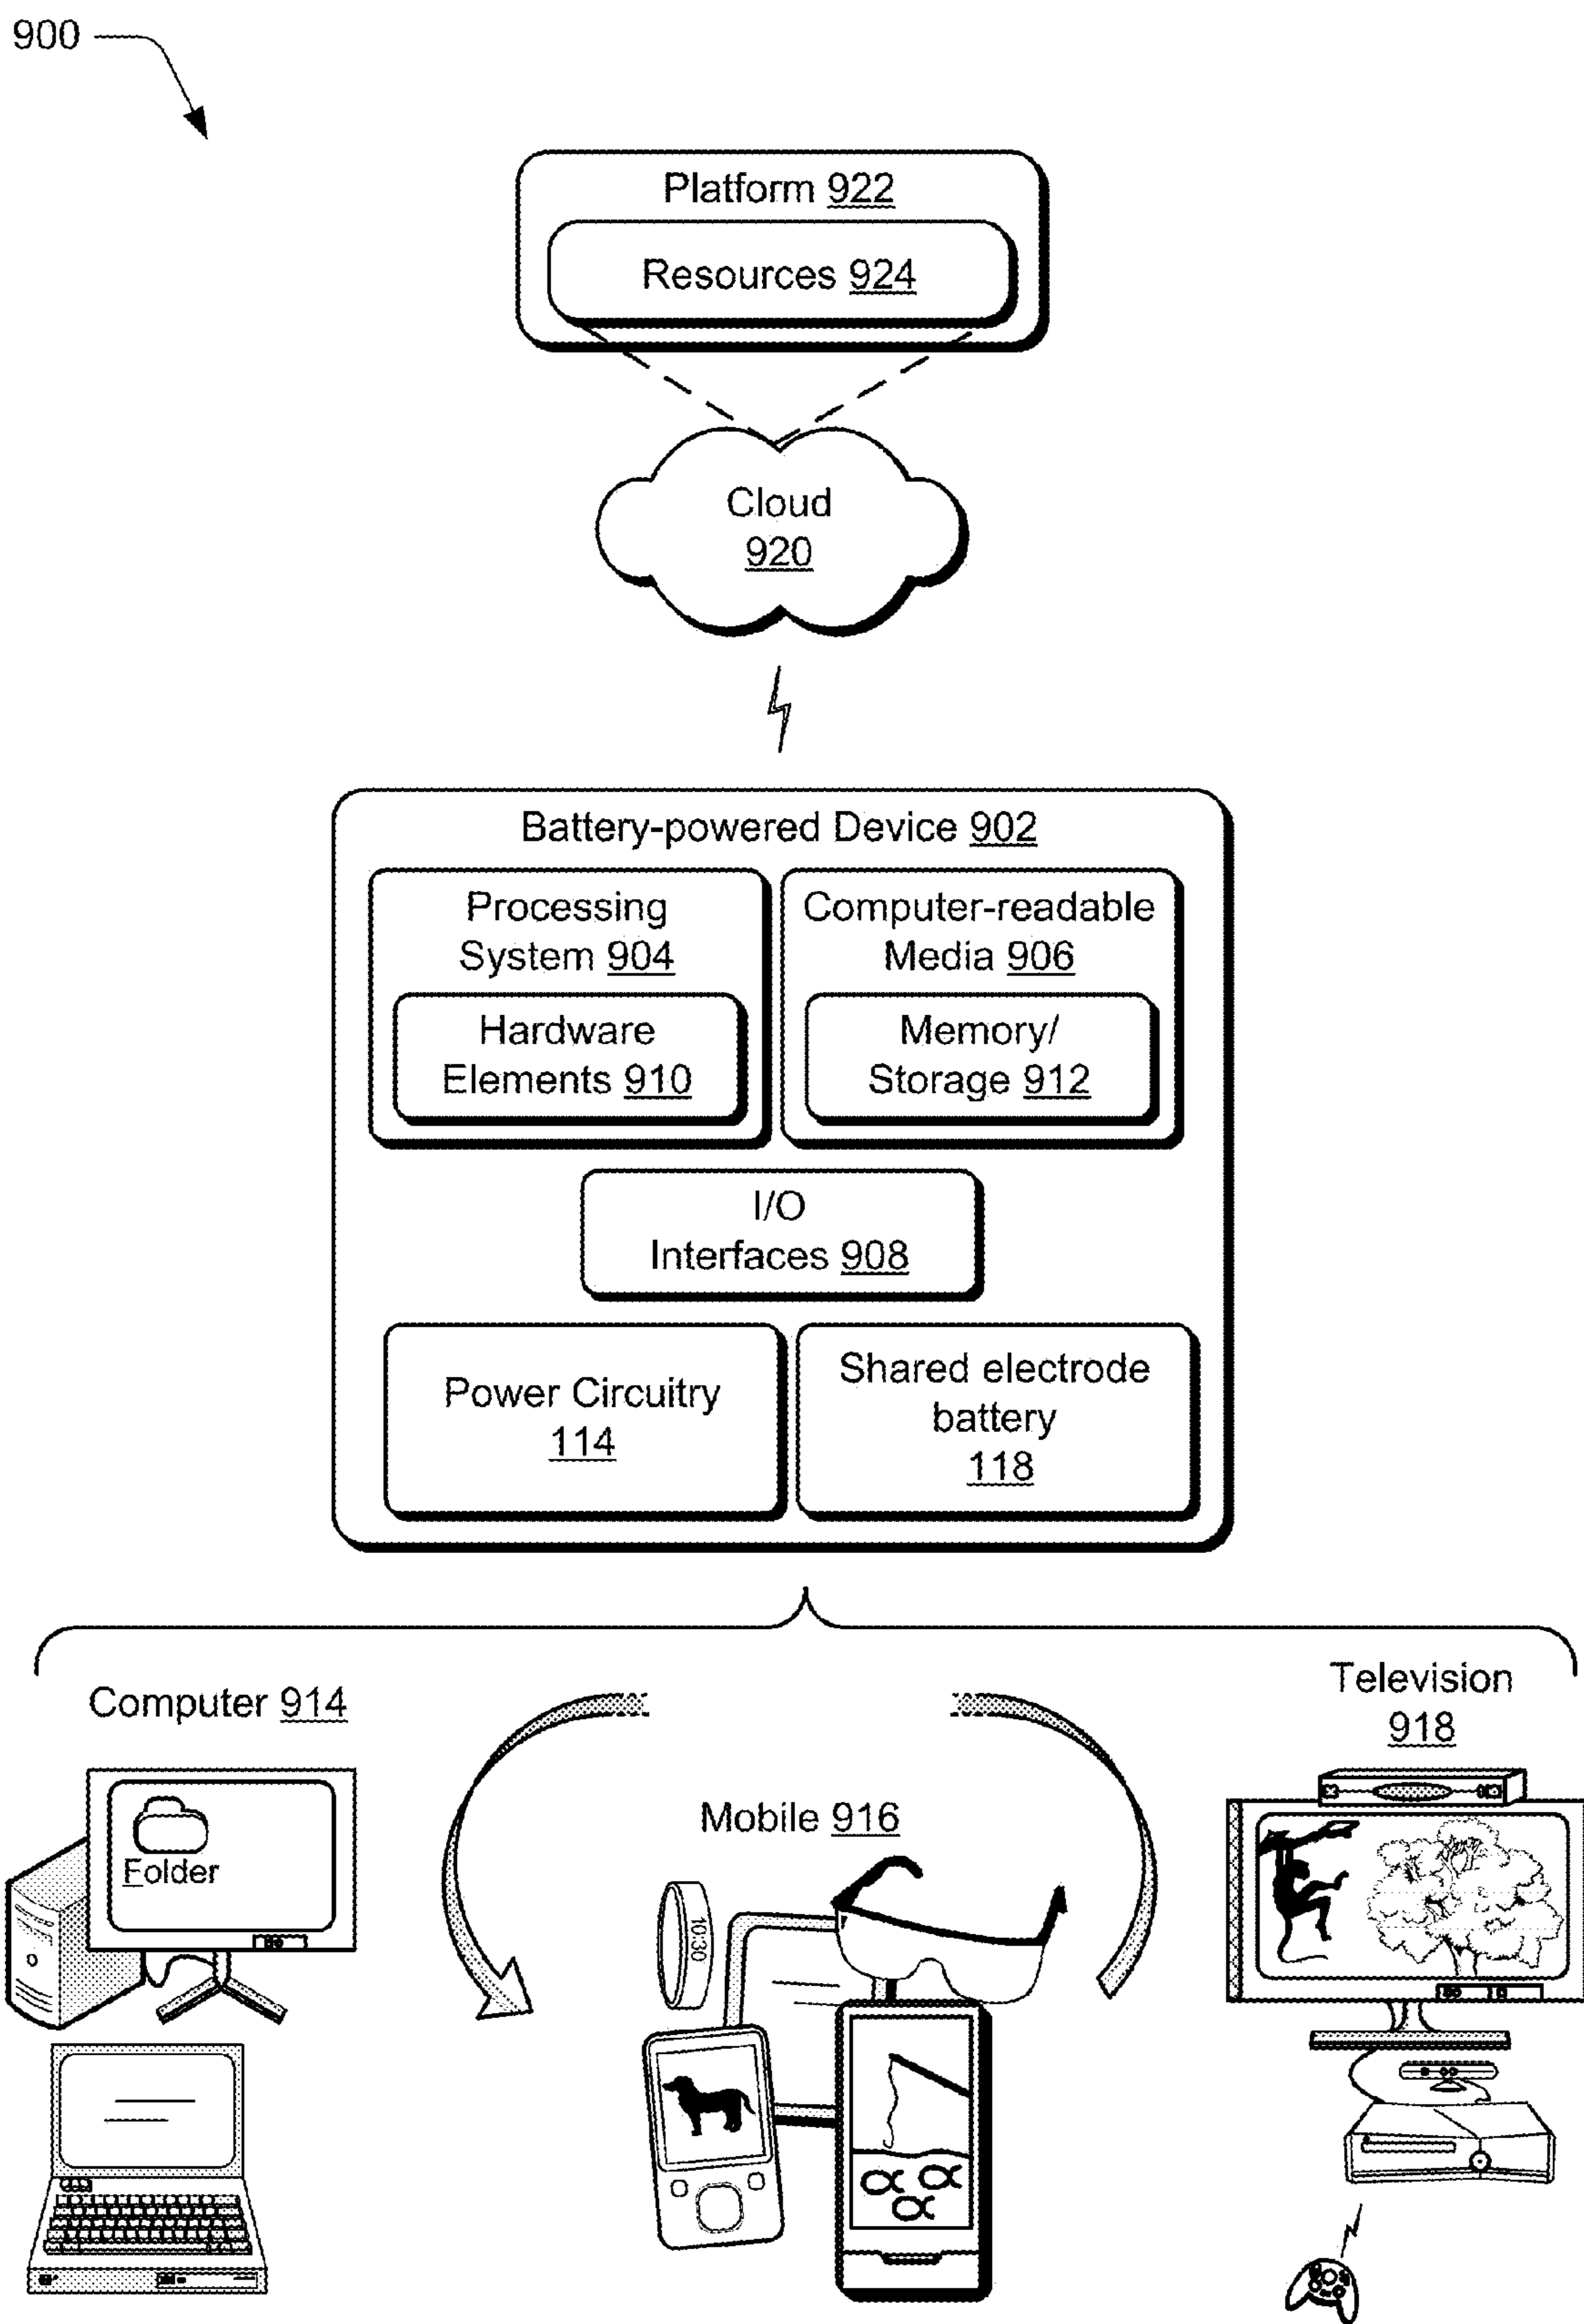 900
Platform 922
Resources 924
Cloud
920
Battery-powered Device 902
Processing
System 904
Hardware
Elements 910
Computer-readable
Media 906
Memory/
Storage 912
I/O
Interfaces 908
Power Circuitry
114
Shared electrode
battery
118
Computer 914
Television
918
Mobile 916
Folder
10:30